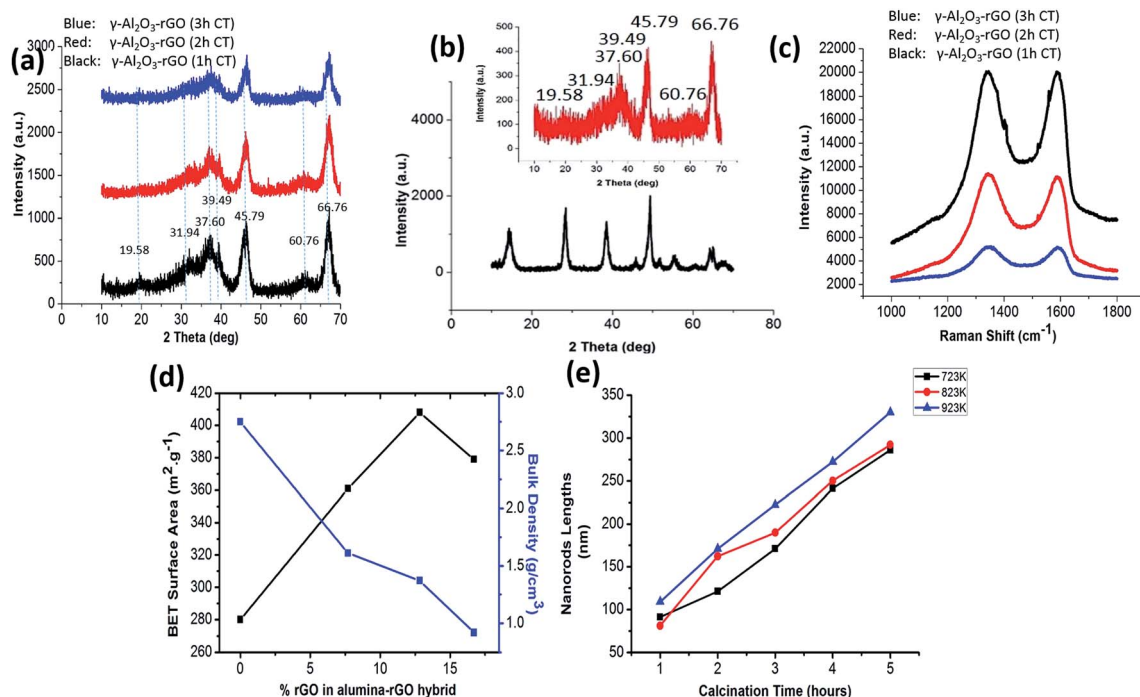 Blue: γ-Al2O3-rGO (3h CT)
Red: γ-Al2O3-rGO (2h CT)
Black: γ-Al2O3-rGO (1h CT)
(a)
3000
2500
2000
1500
1000
500
0
Intensity (a.u.)
19.58
31.94
37.60
39.49
45.79
60.76
66.76
0 10 20 30 40 50 60 70
2 Theta (deg)
(b)
45.79
66.76
39.49
37.60
31.94
19.58
60.76
500
400
300
200
100
0
Intensity (a.u.)
10 20 30 40 50 60 70
2 Theta (deg)
4000
2000
0
Intensity (a.u.)
0 20 40 60 80
2 Theta (deg)
Blue: γ-Al2O3-rGO (3h CT)
Red: γ-Al2O3-rGO (2h CT)
Black: γ-Al2O3-rGO (1h CT)
(c)
22000
20000
18000
16000
14000
12000
10000
8000
6000
4000
2000
Intensity (a.u.)
1000 1200 1400 1600 1800
Raman Shift (cm-1)
(d)
420
400
380
360
340
320
300
280
260
BET Surface Area (m2.g-1)
3.0
2.5
2.0
1.5
1.0
Bulk Density (g/cm3)
0 5 10 15
% rGO in alumina-rGO hybrid
(e)
723K
823K
923K
350
300
250
200
150
100
50
Nanorods Lengths
(nm)
1 2 3 4 5
Calcination Time (hours)